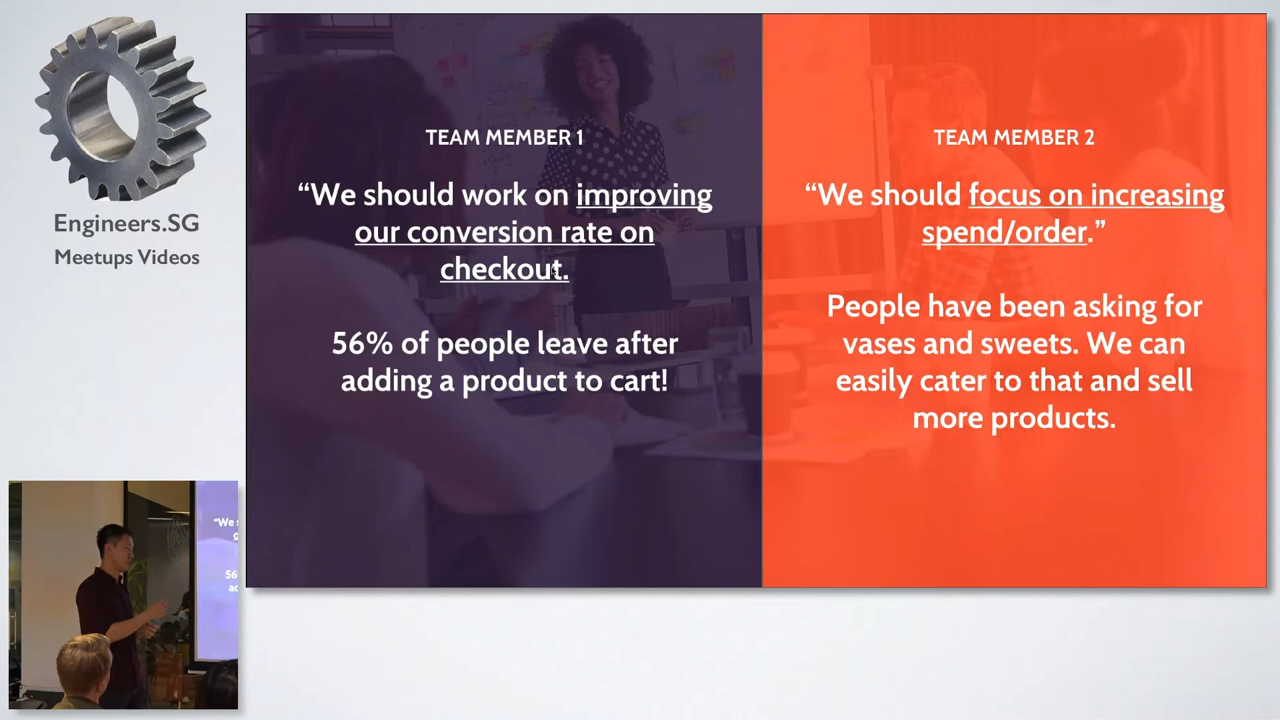 Engineers.SG
Meetups Videos
TEAM MEMBER 1
“We should work on improving
our conversion rate on
checkout.
56% of people leave after
adding a product to cart!
TEAM MEMBER 2
“We should focus on increasing
spend/order.”
People have been asking for
vases and sweets. We can
easily cater to that and sell
more products.
“We
56